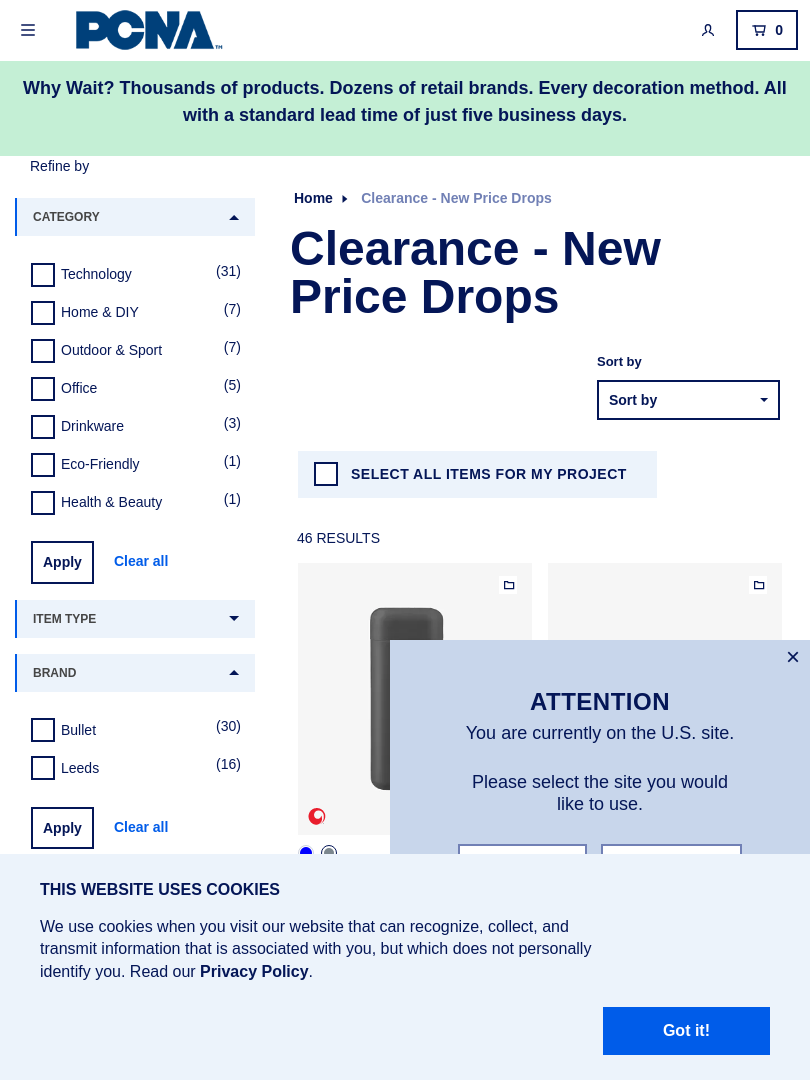 PCNA™
0
Why Wait? Thousands of products. Dozens of retail brands. Every decoration method. All
with a standard lead time of just five business days.
Refine by
CATEGORY
Technology (31)
Home & DIY (7)
Outdoor & Sport (7)
Office (5)
Drinkware (3)
Eco-Friendly (1)
Health & Beauty (1)
Apply Clear all
ITEM TYPE
BRAND
Bullet (30)
Leeds (16)
Apply Clear all
Home Clearance - New Price Drops
Clearance - New
Price Drops
Sort by
Sort by
SELECT ALL ITEMS FOR MY PROJECT
46 RESULTS
ATTENTION
You are currently on the U.S. site.
Please select the site you would
like to use.
THIS WEBSITE USES COOKIES
We use cookies when you visit our website that can recognize, collect, and
transmit information that is associated with you, but which does not personally
identify you. Read our Privacy Policy.
Got it!